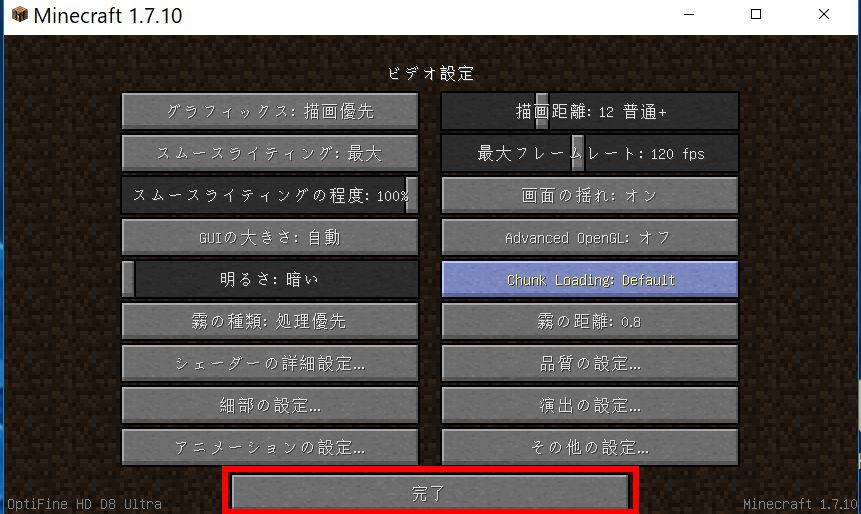 Minecraft 1.7.10
ビデオ設定
グラフィックス: 描画優先
描画距離: 12 普通+
スムースライティング: 最大
最大フレームレート: 120 fps
スムースライティングの程度: 100%
画面の揺れ: オン
GUIの大きさ: 自動
Advanced OpenGL: オフ
明るさ: 暗い
Chunk Loading: Default
霧の種類: 処理優先
霧の距離: 0.8
シェーダーの詳細設定...
品質の設定...
細部の設定...
演出の設定...
アニメーションの設定...
その他の設定...
完了
OptiFine HD D8 Ultra
Minecraft 1.7.10